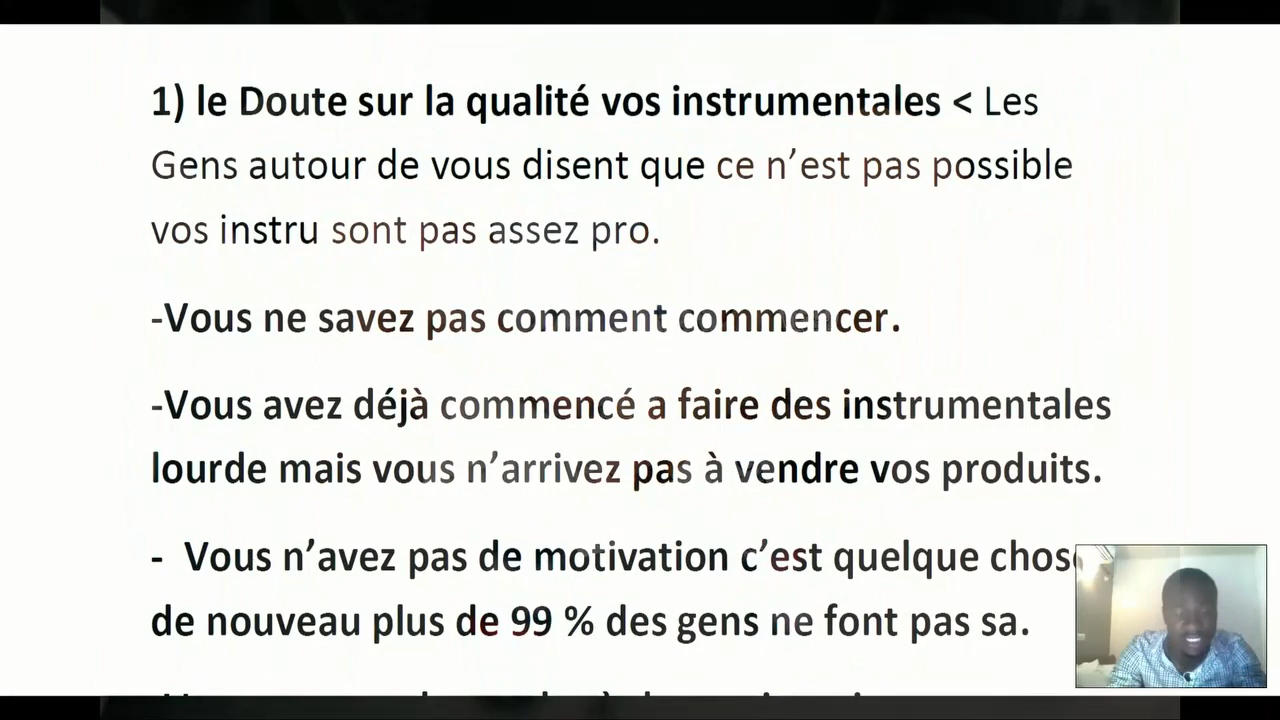 1) le Doute sur la qualité vos instrumentales < Les
Gens autour de vous disent que ce n’est pas possible
vos instru sont pas assez pro.
-Vous ne savez pas comment commencer.
-Vous avez déjà commencé a faire des instrumentales
lourde mais vous n’arrivez pas à vendre vos produits.
- Vous n’avez pas de motivation c’est quelque chose
de nouveau plus de 99 % des gens ne font pas sa.